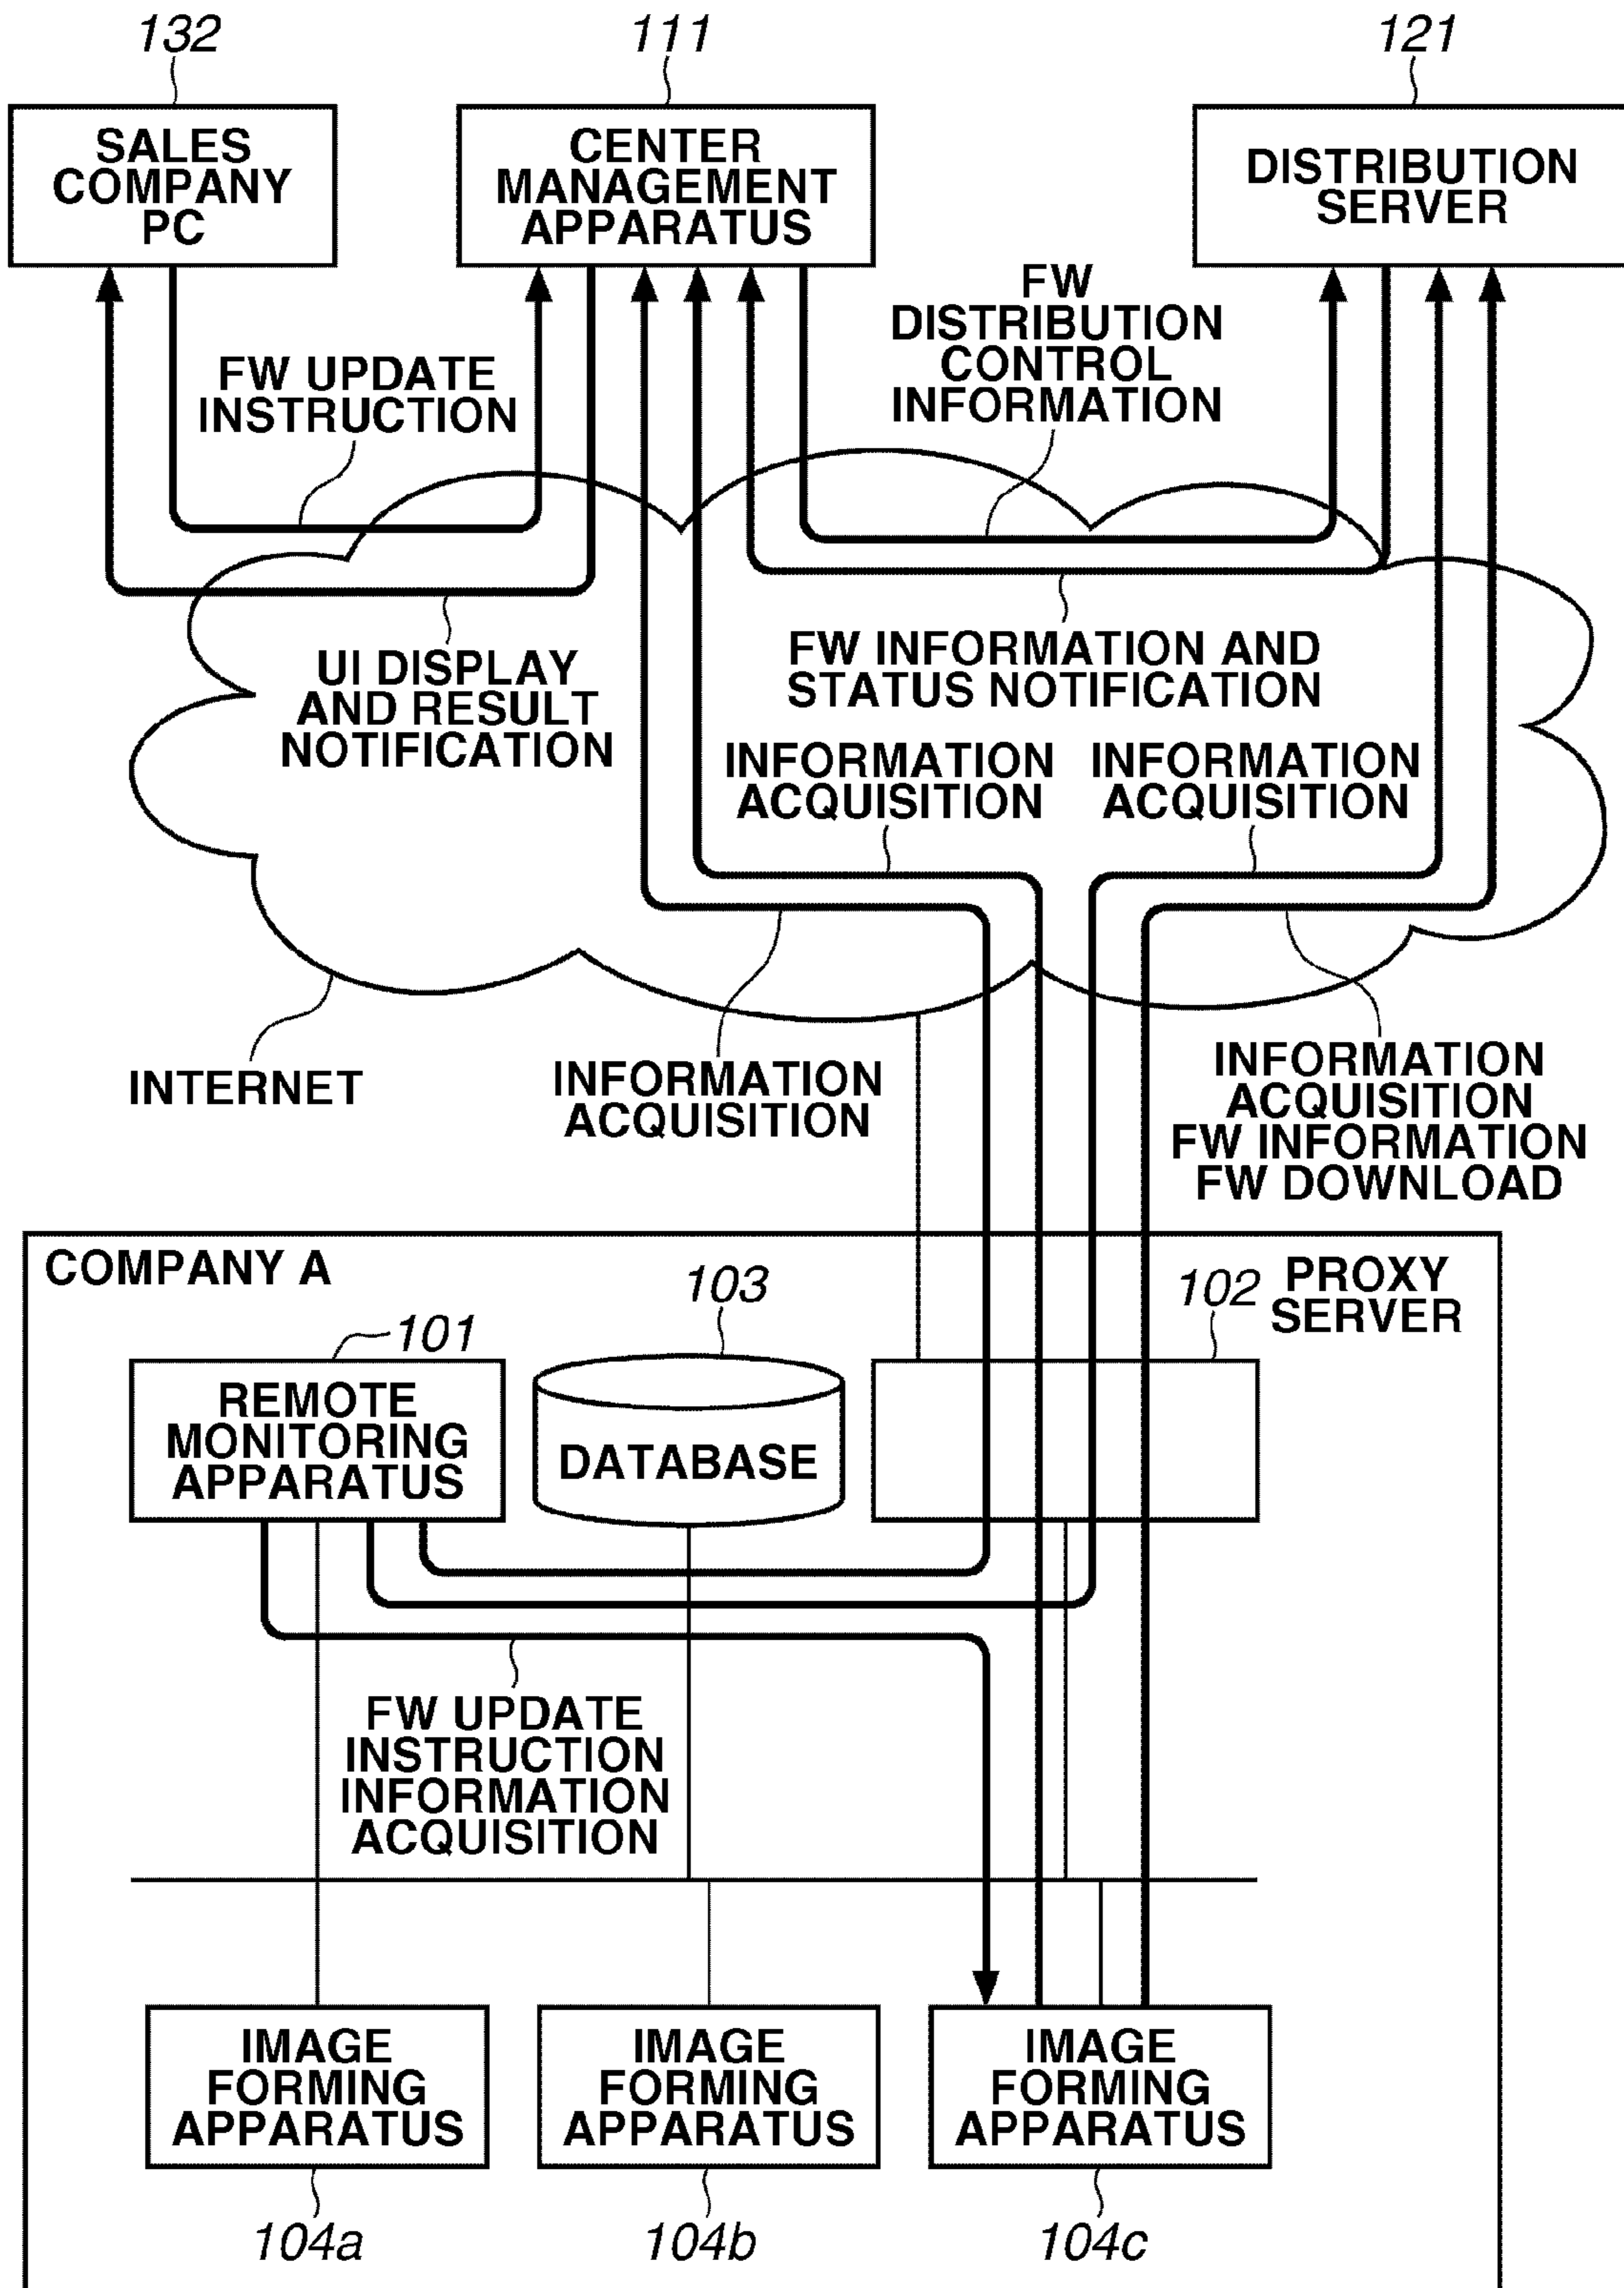 132
111
121
SALES
COMPANY
PC
CENTER
MANAGEMENT
APPARATUS
DISTRIBUTION
SERVER
FW UPDATE
INSTRUCTION
FW
DISTRIBUTION
CONTROL
INFORMATION
UI DISPLAY
AND RESULT
NOTIFICATION
FW INFORMATION AND
STATUS NOTIFICATION
INFORMATION
ACQUISITION
INFORMATION
ACQUISITION
INTERNET
INFORMATION
ACQUISITION
INFORMATION
ACQUISITION
FW INFORMATION
FW DOWNLOAD
COMPANY A
101
103
102
PROXY
SERVER
REMOTE
MONITORING
APPARATUS
DATABASE
FW UPDATE
INSTRUCTION
INFORMATION
ACQUISITION
IMAGE
FORMING
APPARATUS
IMAGE
FORMING
APPARATUS
IMAGE
FORMING
APPARATUS
104a
104b
104c